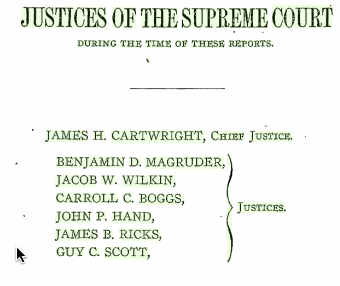 JUSTICES OF THE SUPREME COURT
DURING THE TIME OF THESE REPORTS.
JAMES H. CARTWRIGHT, CHIEF JUSTICE.
BENJAMIN D. MAGRUDER,
JACOB W. WILKIN,
CARROLL C. BOGGS,
JOHN P. HAND,
JUSTICES.
JAMES B. RICKS,
GUY C. SCOTT,